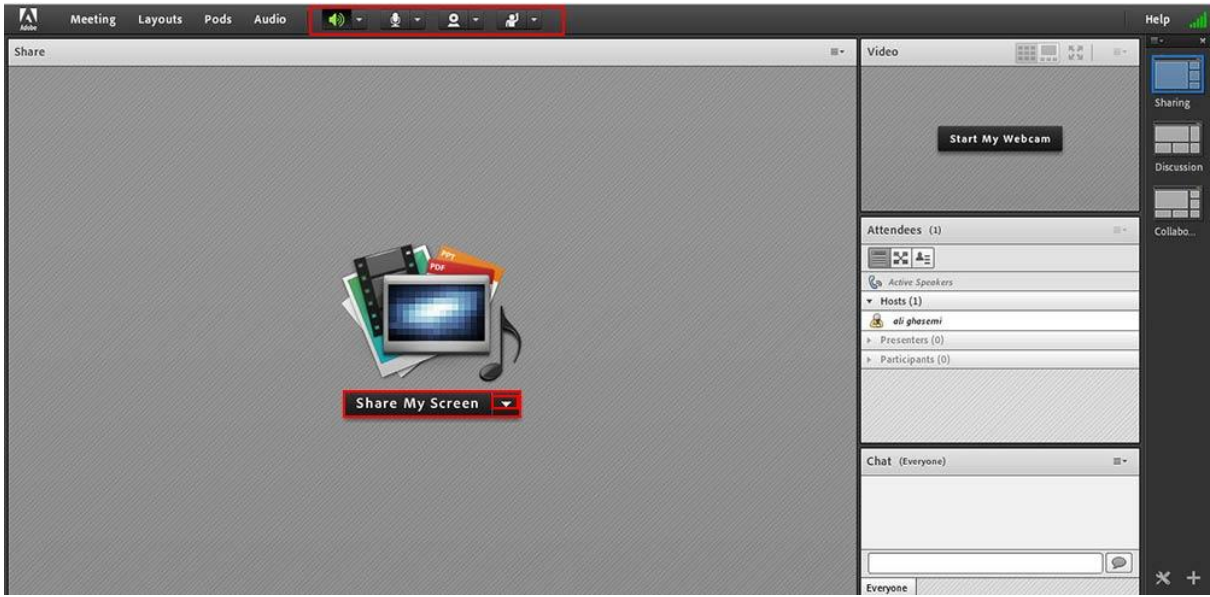 Adobe
Meeting Layouts Pods Audio Help
Share
PPT
PDF
Share My Screen
Video
Start My Webcam
Attendees (1)
Active Speakers
Hosts (1)
ali ghasemi
Presenters (0)
Participants (0)
Chat (Everyone)
Everyone
Sharing
Discussion
Collabo...